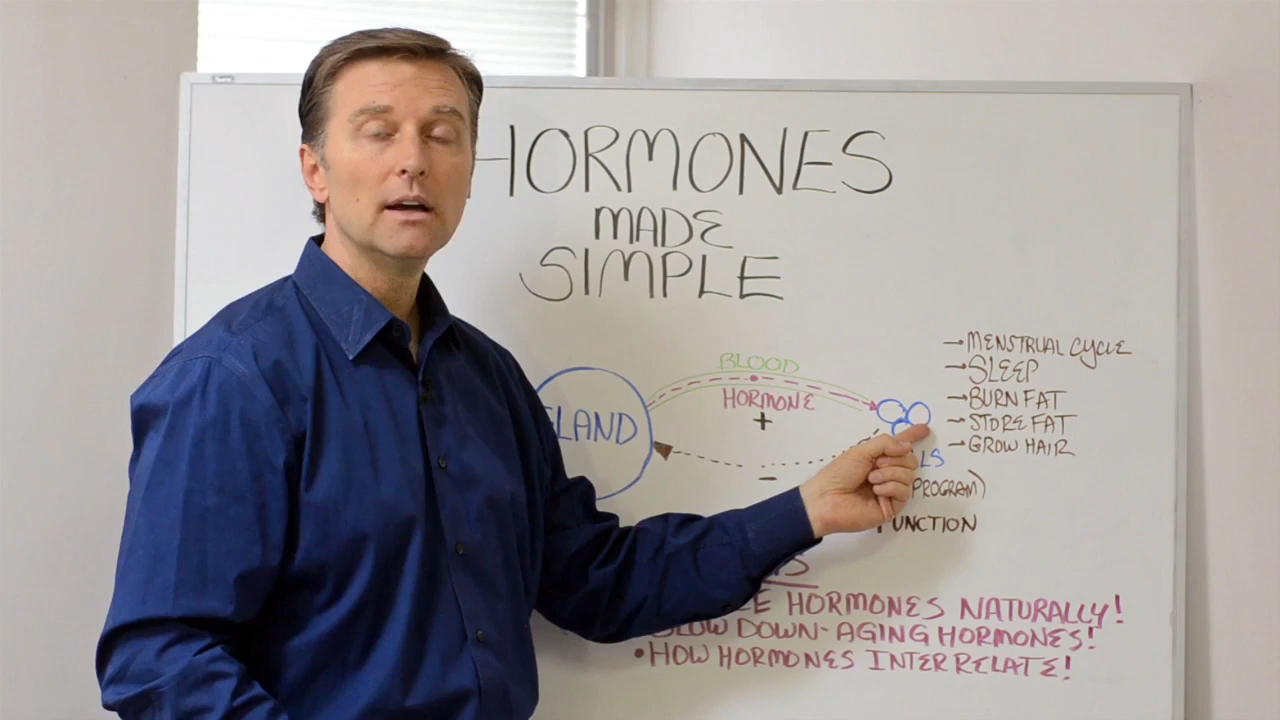 HORMONES
MADE
SIMPLE
BLOOD
HORMONE
+
-
→MENSTRUAL CYCLE
→SLEEP
→BURN FAT
→STORE FAT
→GROW HAIR
PROGRAM)
FUNCTION
HORMONES NATURALLY!
SLOW DOWN-AGING HORMONES!
•HOW HORMONES INTERRELATE!